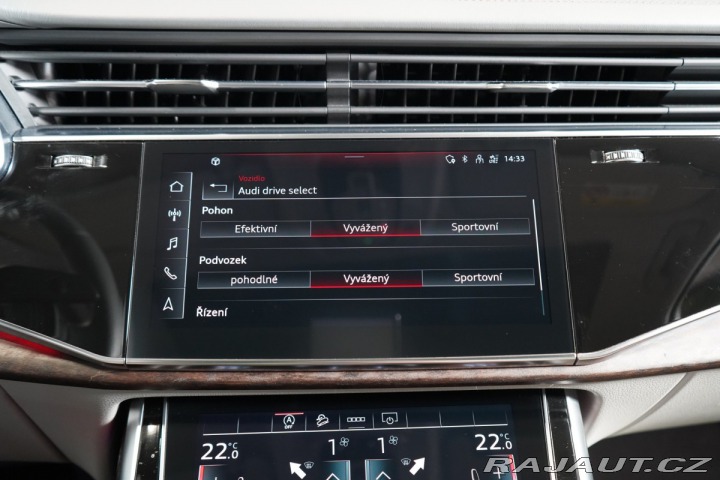 14:33
Vozidlo
Audi drive select
Pohon
Efektivní Vyvážený Sportovní
Podvozek
pohodlné Vyvážený Sportovní
Řízení
A OFF
22.0 °C 1 1 22.0 °C
RAJAUT.CZ